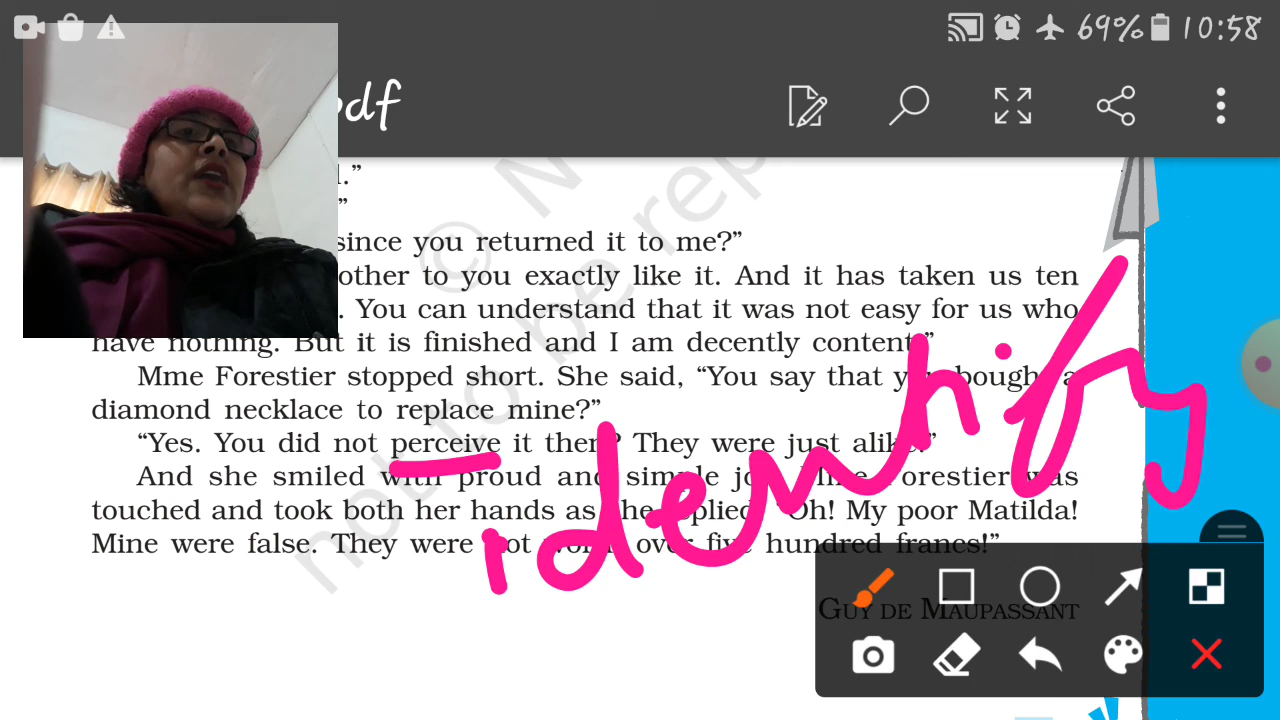 69% 10:58
pdf
.”
”
since you returned it to me?”
other to you exactly like it. And it has taken us ten
. You can understand that it was not easy for us who
have nothing. But it is finished and I am decently content.”
Mme Forestier stopped short. She said, “You say that you bought a
diamond necklace to replace mine?”
“Yes. You did not perceive it then? They were just alike.”
And she smiled with proud and simple joy. Mme Forestier was
touched and took both her hands as she replied, “Oh! My poor Matilda!
Mine were false. They were not worth over five hundred francs!”
identify
GUY DE MAUPASSANT
© N
not to be rep